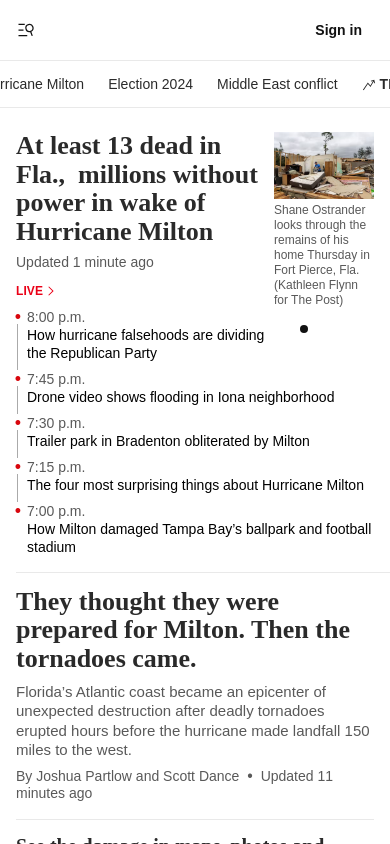 Sign in
rricane Milton Election 2024 Middle East conflict
At least 13 dead in
Fla.,  millions without
power in wake of
Hurricane Milton
Updated 1 minute ago
Shane Ostrander
looks through the
remains of his
home Thursday in
Fort Pierce, Fla.
(Kathleen Flynn
for The Post)
LIVE
8:00 p.m.
How hurricane falsehoods are dividing
the Republican Party
7:45 p.m.
Drone video shows flooding in Iona neighborhood
7:30 p.m.
Trailer park in Bradenton obliterated by Milton
7:15 p.m.
The four most surprising things about Hurricane Milton
7:00 p.m.
How Milton damaged Tampa Bay’s ballpark and football
stadium
They thought they were
prepared for Milton. Then the
tornadoes came.
Florida’s Atlantic coast became an epicenter of
unexpected destruction after deadly tornadoes
erupted hours before the hurricane made landfall 150
miles to the west.
By Joshua Partlow and Scott Dance • Updated 11
minutes ago
See the damage in maps, photos and